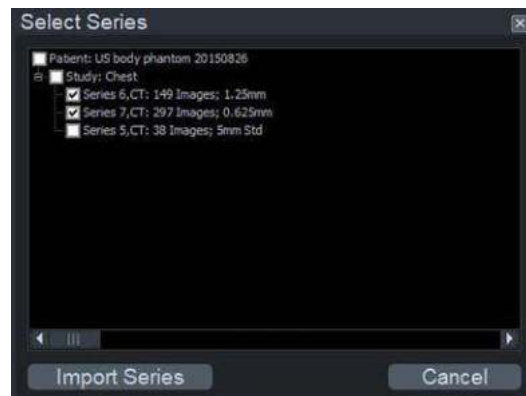 Select Series
Patient: US body phantom 20150826
Study: Chest
Series 6,CT: 149 Images; 1.25mm
Series 7,CT: 297 Images; 0.625mm
Series 5,CT: 38 Images; 5mm Std
Import Series
Cancel